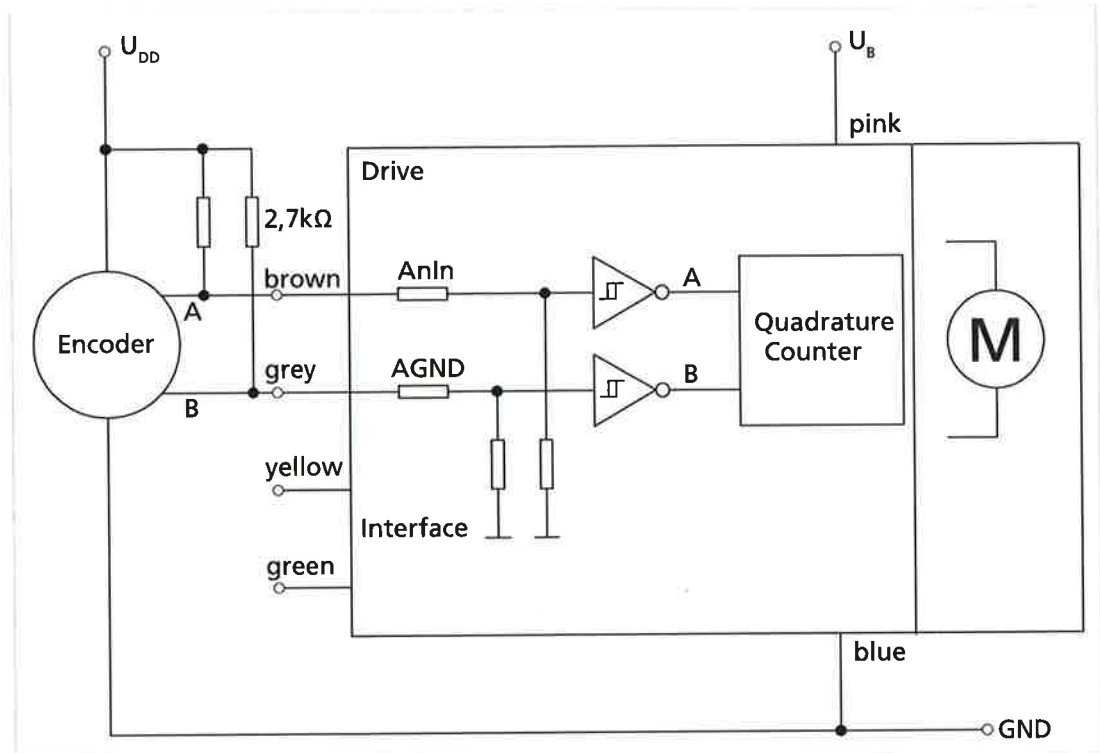 U_DD
U_B
pink
Drive
2,7kΩ
brown
AnIn
A
A
Encoder
Quadrature
Counter
M
grey
AGND
B
B
yellow
Interface
green
blue
GND